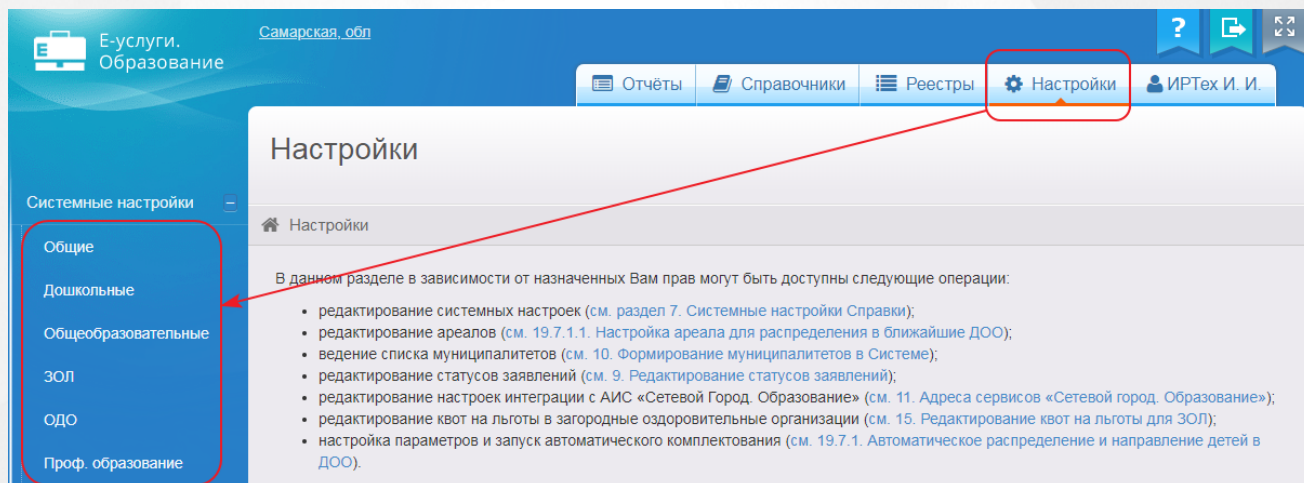 Е-услуги.
Образование
Самарская, обл
?
Отчёты
Справочники
Реестры
Настройки
ИРТех И. И.
Настройки
Системные настройки
Настройки
Общие
Дошкольные
Общеобразовательные
ЗОЛ
ОДО
Проф. образование
В данном разделе в зависимости от назначенных Вам прав могут быть доступны следующие операции:
• редактирование системных настроек (см. раздел 7. Системные настройки Справки);
• редактирование ареалов (см. 19.7.1.1. Настройка ареала для распределения в ближайшие ДОО);
• ведение списка муниципалитетов (см. 10. Формирование муниципалитетов в Системе);
• редактирование статусов заявлений (см. 9. Редактирование статусов заявлений);
• редактирование настроек интеграции с АИС «Сетевой Город. Образование» (см. 11. Адреса сервисов «Сетевой город. Образование»);
• редактирование квот на льготы в загородные оздоровительные организации (см. 15. Редактирование квот на льготы для ЗОЛ);
• настройка параметров и запуск автоматического комплектования (см. 19.7.1. Автоматическое распределение и направление детей в
ДОО).